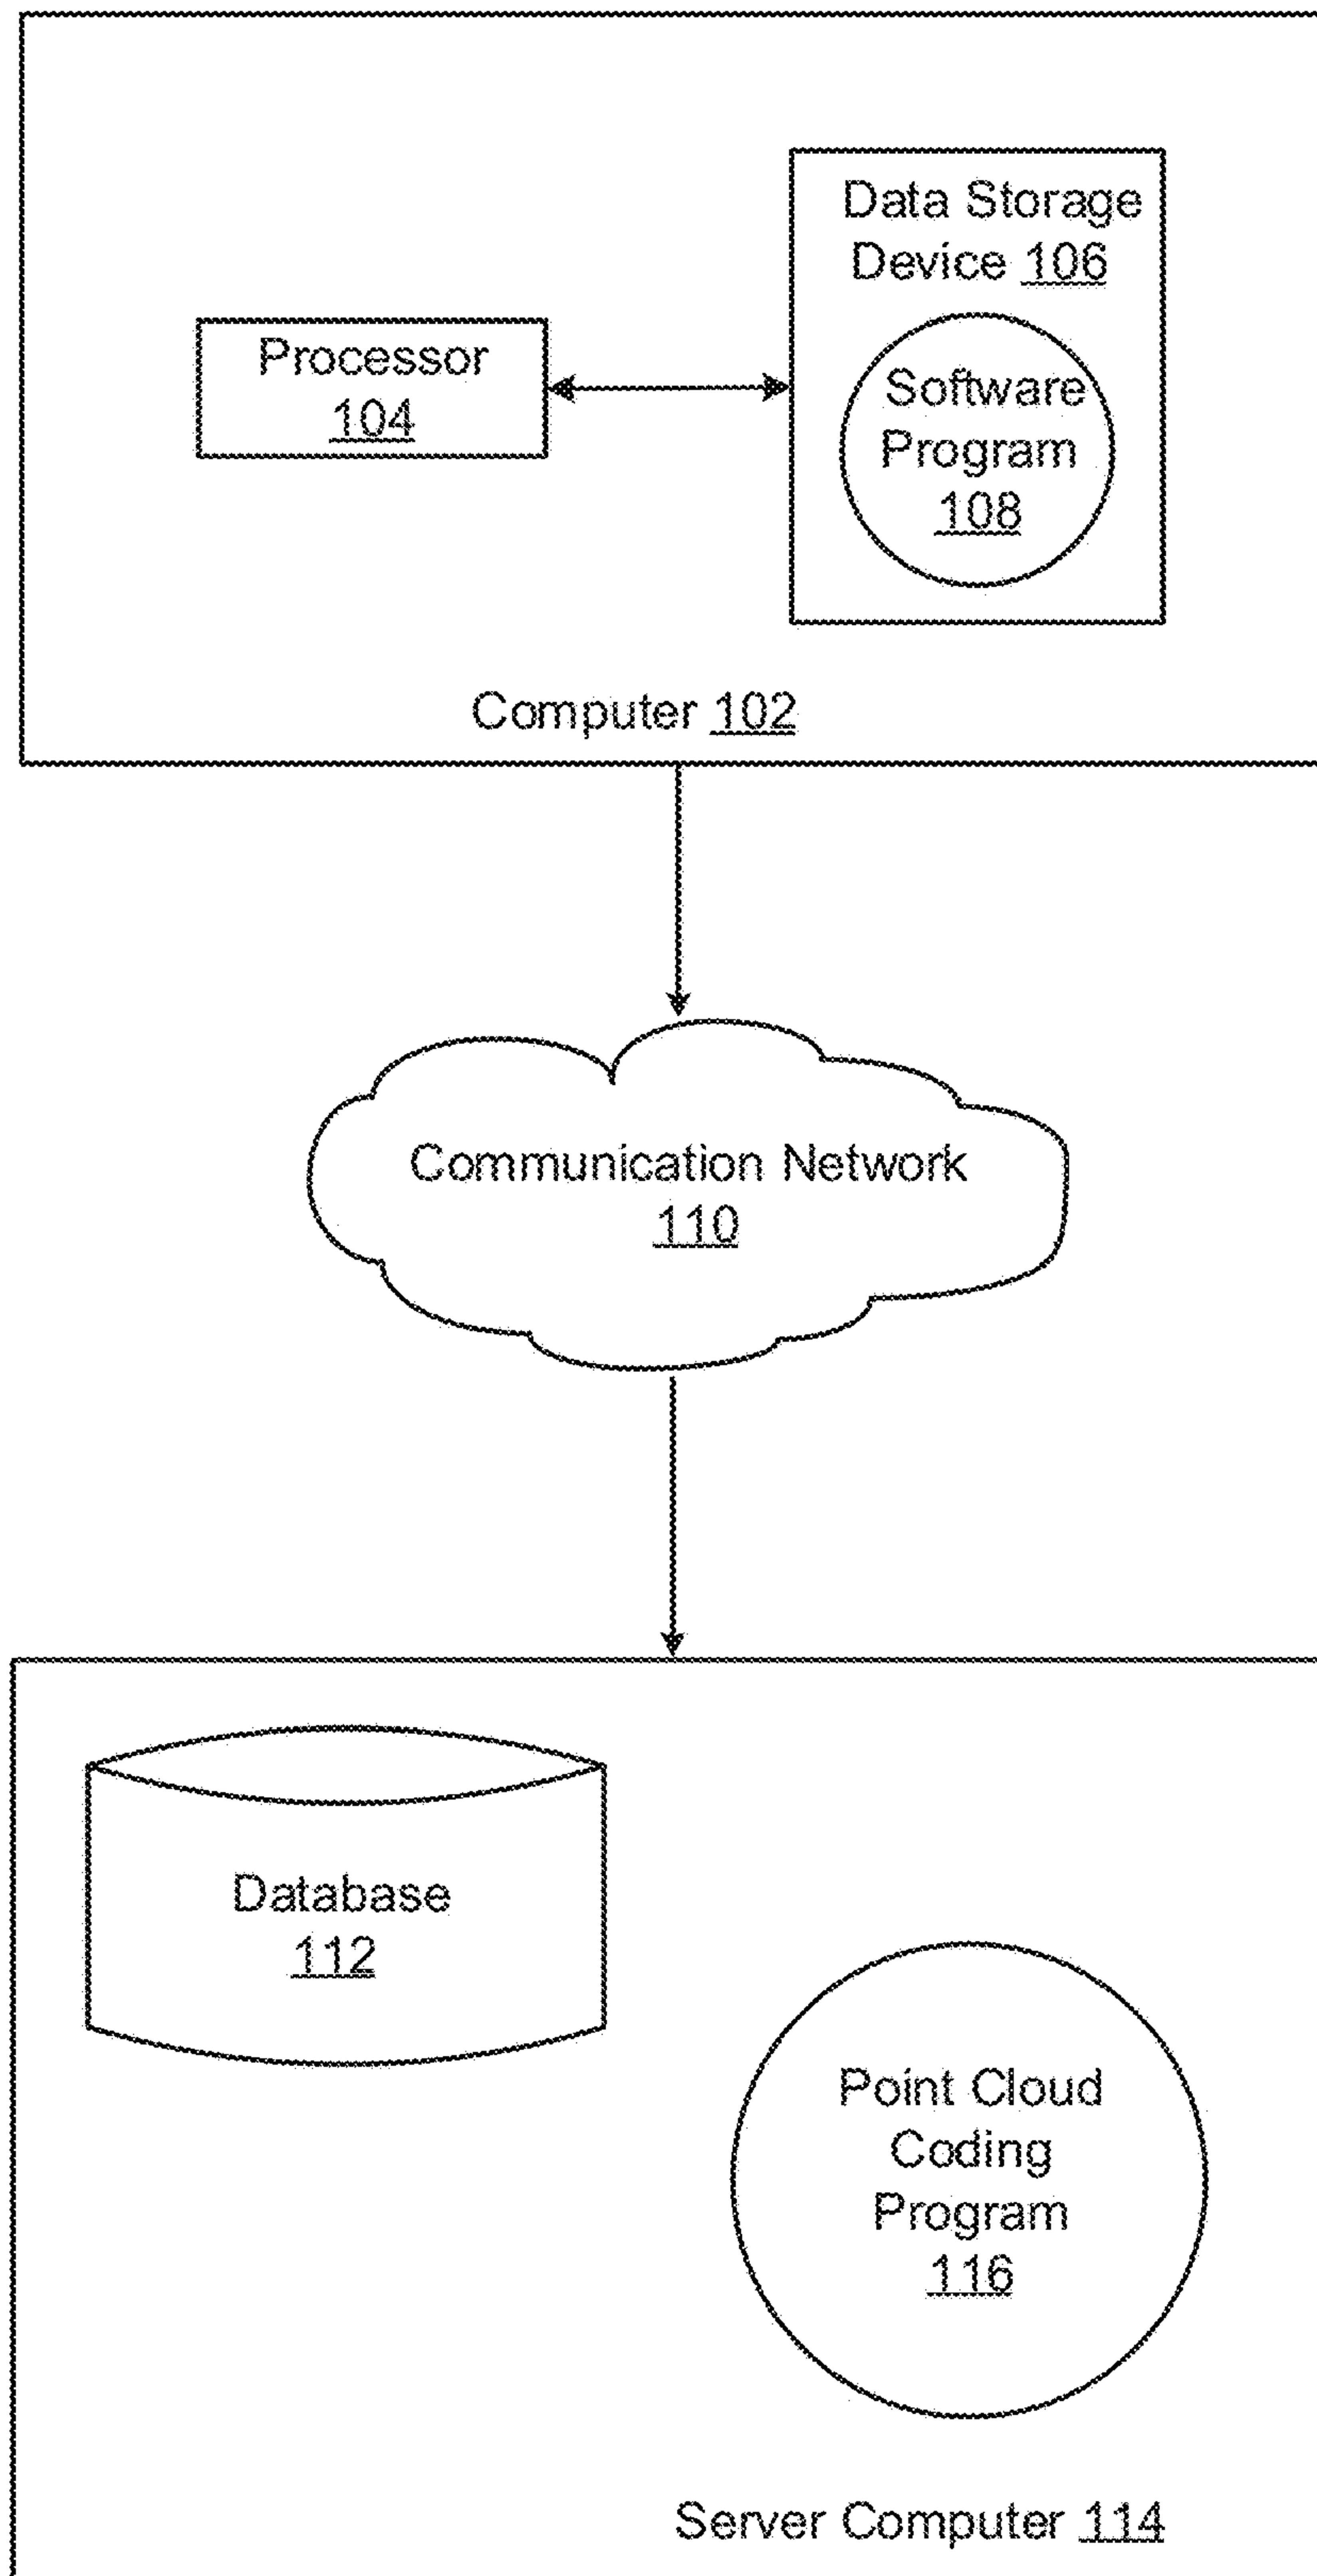 Data Storage
Device 106
Processor
104
Software
Program
108
Computer 102
Communication Network
110
Database
112
Point Cloud
Coding
Program
116
Server Computer 114